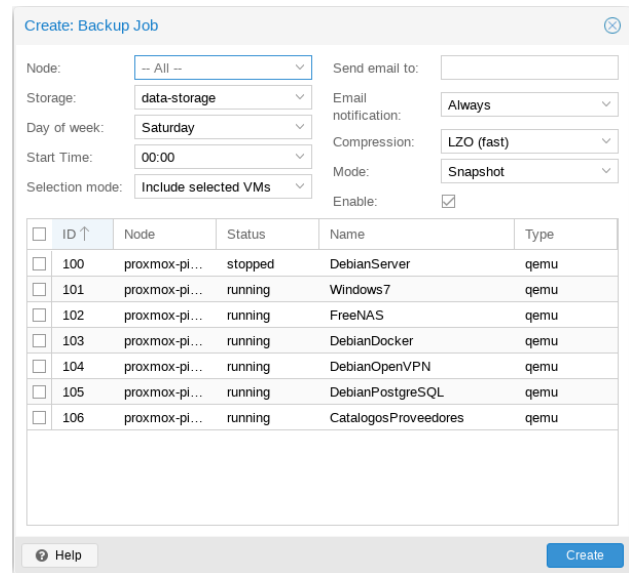 Create: Backup Job
Node: -- All --
Storage: data-storage
Day of week: Saturday
Start Time: 00:00
Selection mode: Include selected VMs
Send email to:
Email notification: Always
Compression: LZO (fast)
Mode: Snapshot
Enable:
ID Node Status Name Type
100 proxmox-pi... stopped DebianServer qemu
101 proxmox-pi... running Windows7 qemu
102 proxmox-pi... running FreeNAS qemu
103 proxmox-pi... running DebianDocker qemu
104 proxmox-pi... running DebianOpenVPN qemu
105 proxmox-pi... running DebianPostgreSQL qemu
106 proxmox-pi... running CatalogosProveedores qemu
Help Create